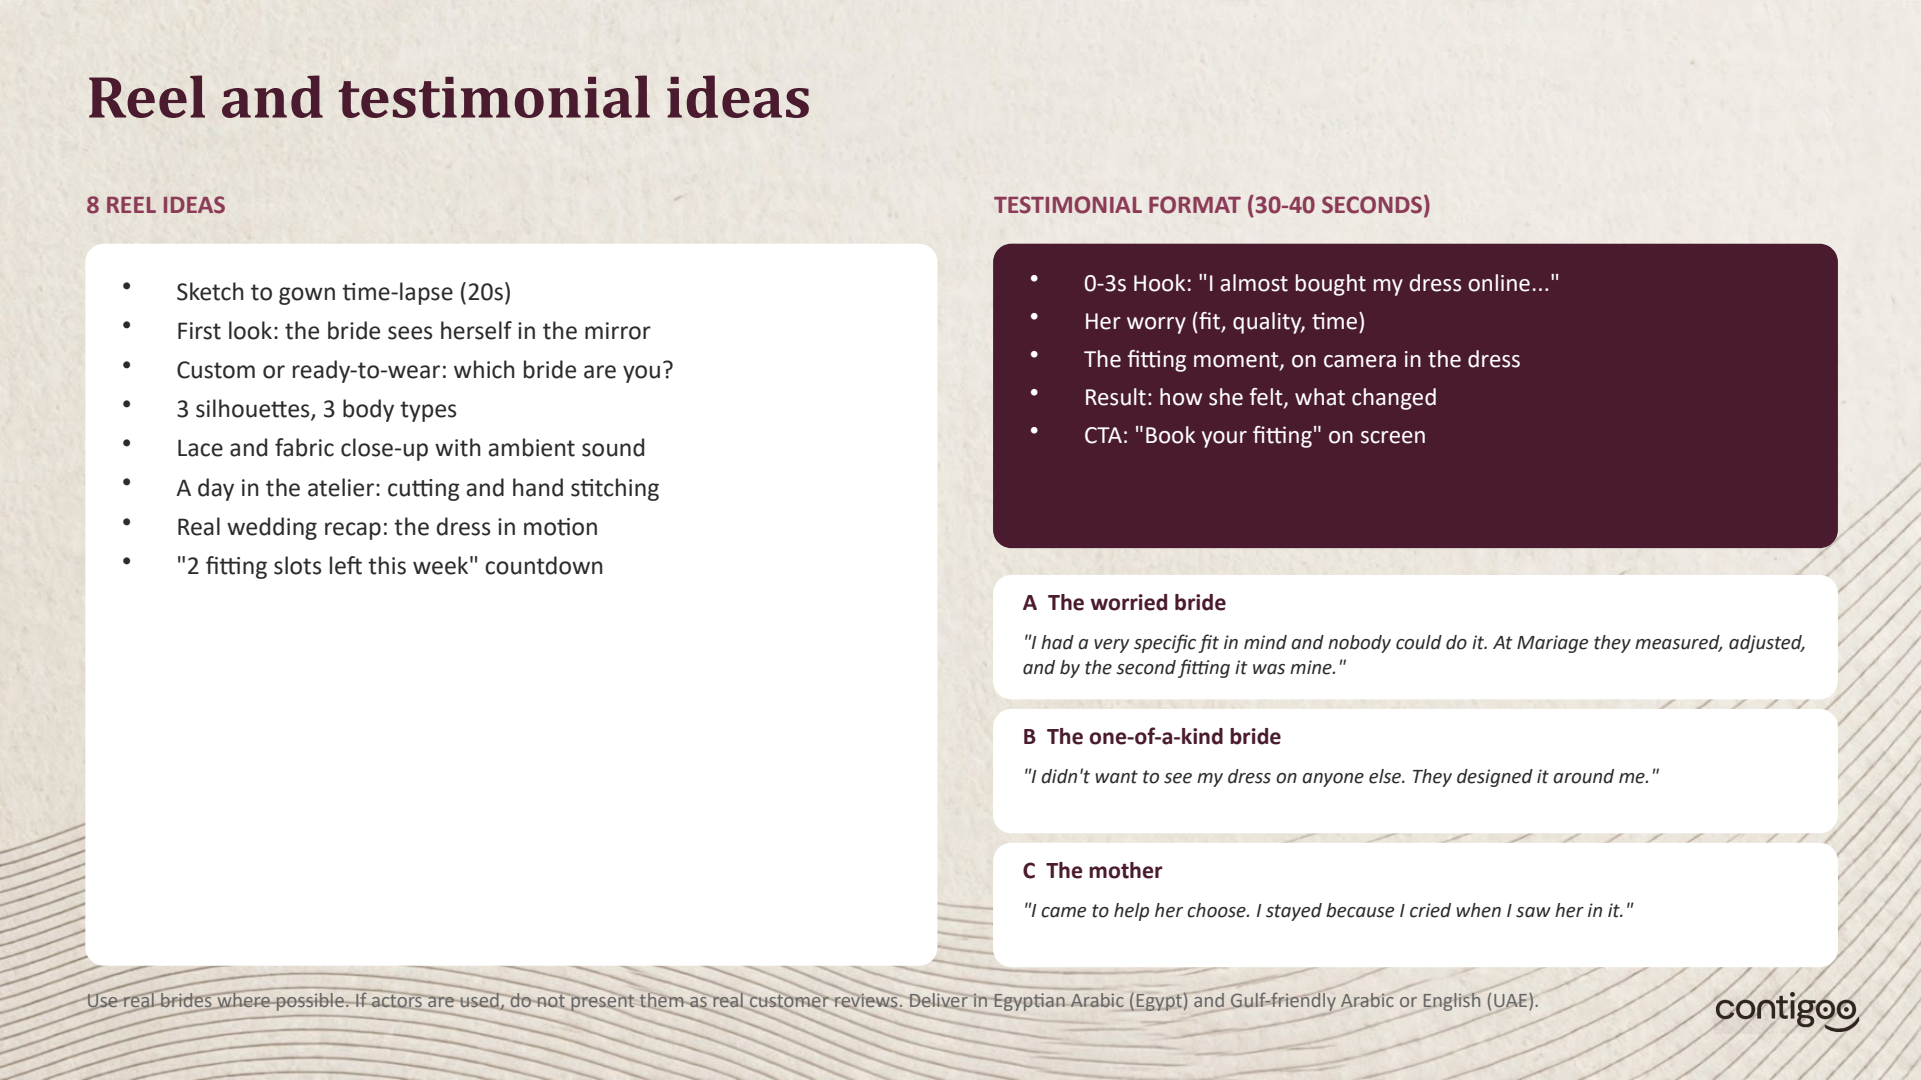 Reel and testimonial ideas
8 REEL IDEAS
• Sketch to gown time-lapse (20s)
• First look: the bride sees herself in the mirror
• Custom or ready-to-wear: which bride are you?
• 3 silhouettes, 3 body types
• Lace and fabric close-up with ambient sound
• A day in the atelier: cutting and hand stitching
• Real wedding recap: the dress in motion
• "2 fitting slots left this week" countdown
TESTIMONIAL FORMAT (30-40 SECONDS)
• 0-3s Hook: "I almost bought my dress online..."
• Her worry (fit, quality, time)
• The fitting moment, on camera in the dress
• Result: how she felt, what changed
• CTA: "Book your fitting" on screen
A The worried bride
"I had a very specific fit in mind and nobody could do it. At Mariage they measured, adjusted,
and by the second fitting it was mine."
B The one-of-a-kind bride
"I didn't want to see my dress on anyone else. They designed it around me."
C The mother
"I came to help her choose. I stayed because I cried when I saw her in it."
Use real brides where possible. If actors are used, do not present them as real customer reviews. Deliver in Egyptian Arabic (Egypt) and Gulf-friendly Arabic or English (UAE).
contigoo